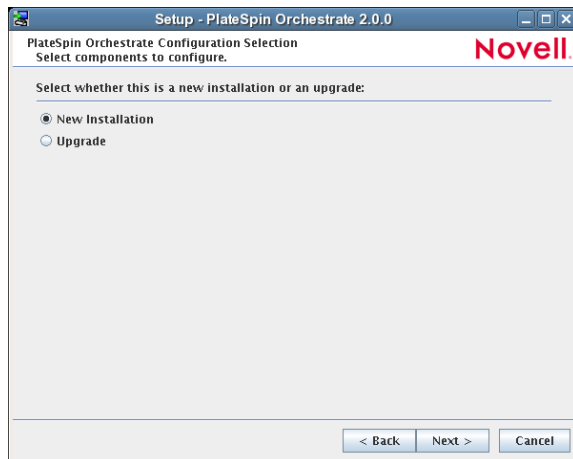 Setup - PlateSpin Orchestrate 2.0.0
PlateSpin Orchestrate Configuration Selection
Select components to configure.
Novell.
Select whether this is a new installation or an upgrade:
New Installation
Upgrade
< Back
Next >
Cancel